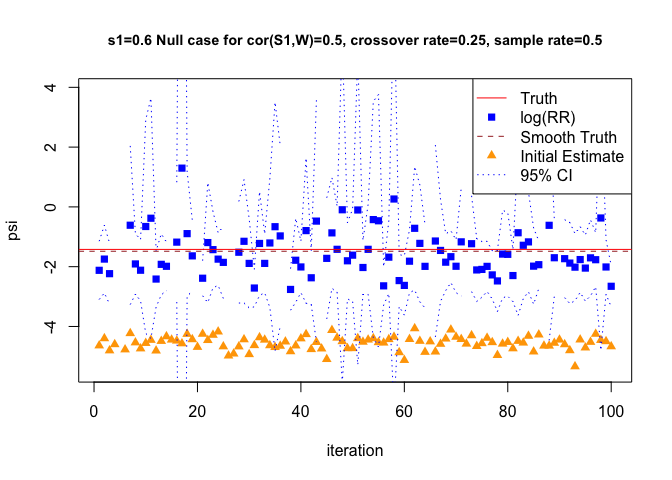 s1=0.6 Null case for cor(S1,W)=0.5, crossover rate=0.25, sample rate=0.5
Truth
log(RR)
Smooth Truth
Initial Estimate
95% CI
psi
4
2
0
-2
-4
0
20
40
60
80
100
iteration